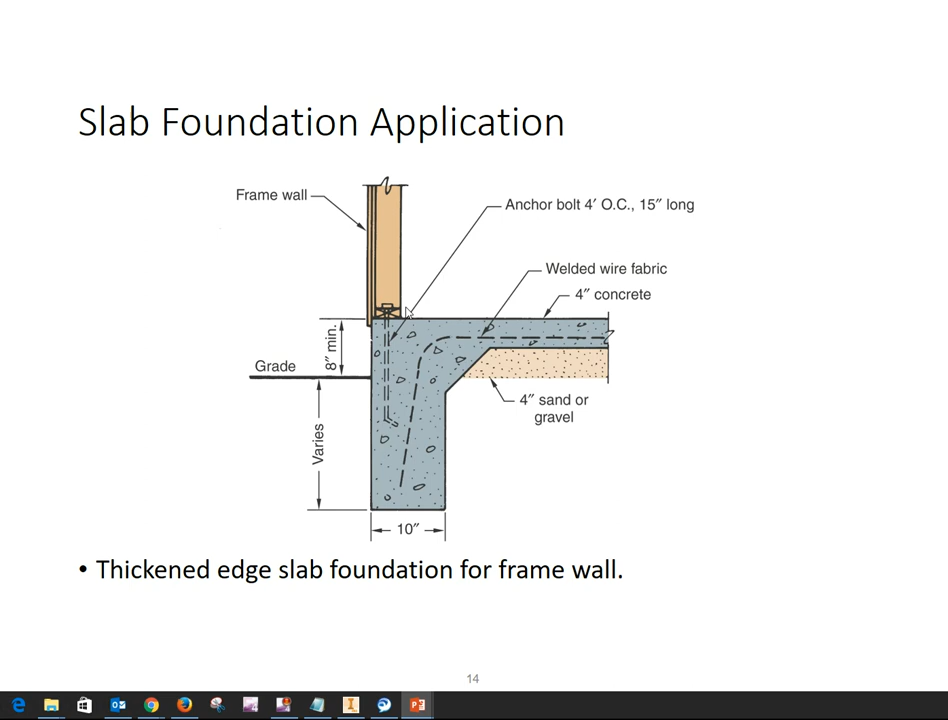 Slab Foundation Application
Frame wall
Anchor bolt 4′ O.C., 15″ long
Welded wire fabric
4″ concrete
8″ min.
Grade
4″ sand or
gravel
Varies
10″
• Thickened edge slab foundation for frame wall.
14